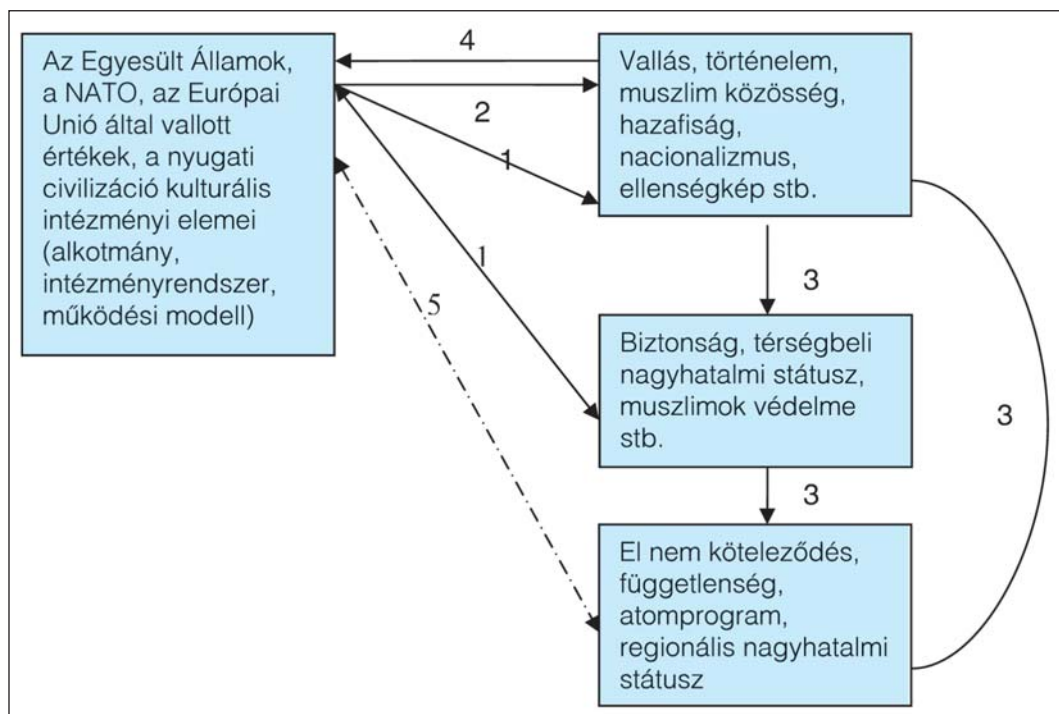 Az Egyesült Államok,
a NATO, az Európai
Unió által vallott
értékek, a nyugati
civilizáció kulturális
intézményi elemei
(alkotmány,
intézményrendszer,
működési modell)
4
2
1
1
5
Vallás, történelem,
muszlim közösség,
hazafiság,
nacionalizmus,
ellenségkép stb.
3
Biztonság, térségbeli
nagyhatalmi státusz,
muszlimok védelme
stb.
3
3
El nem köteleződés,
függetlenség,
atomprogram,
regionális nagyhatalmi
státusz